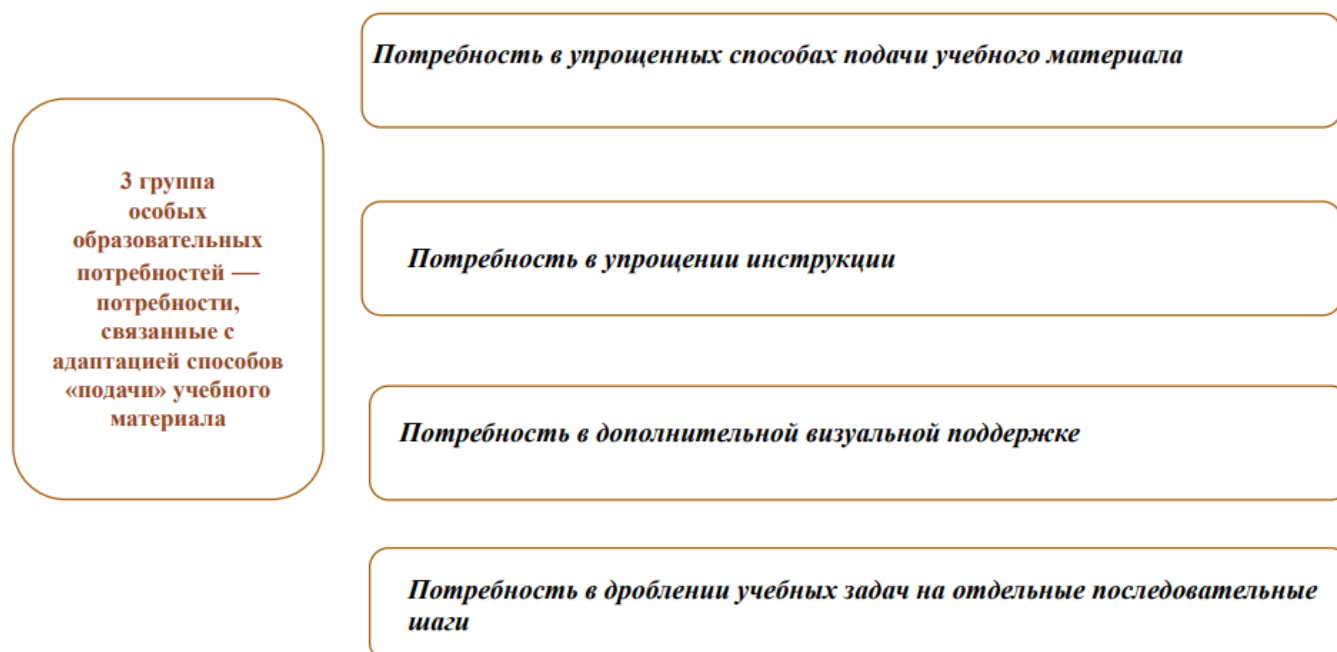 Потребность в упрощенных способах подачи учебного материала
3 группа
особых
образовательных
потребностей —
потребности,
связанные с
адаптацией способов
«подачи» учебного
материала
Потребность в упрощении инструкции
Потребность в дополнительной визуальной поддержке
Потребность в дроблении учебных задач на отдельные последовательные
шаги